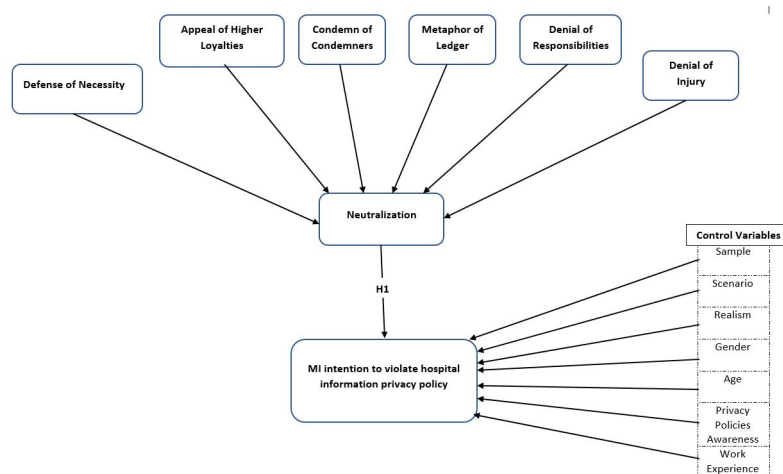 Defense of Necessity
Appeal of Higher
Loyalties
Condemn of
Condemners
Metaphor of
Ledger
Denial of
Responsibilities
Denial of
Injury
Neutralization
H1
MI intention to violate hospital
information privacy policy
Control Variables
Sample
Scenario
Realism
Gender
Age
Privacy
Policies
Awareness
Work
Experience